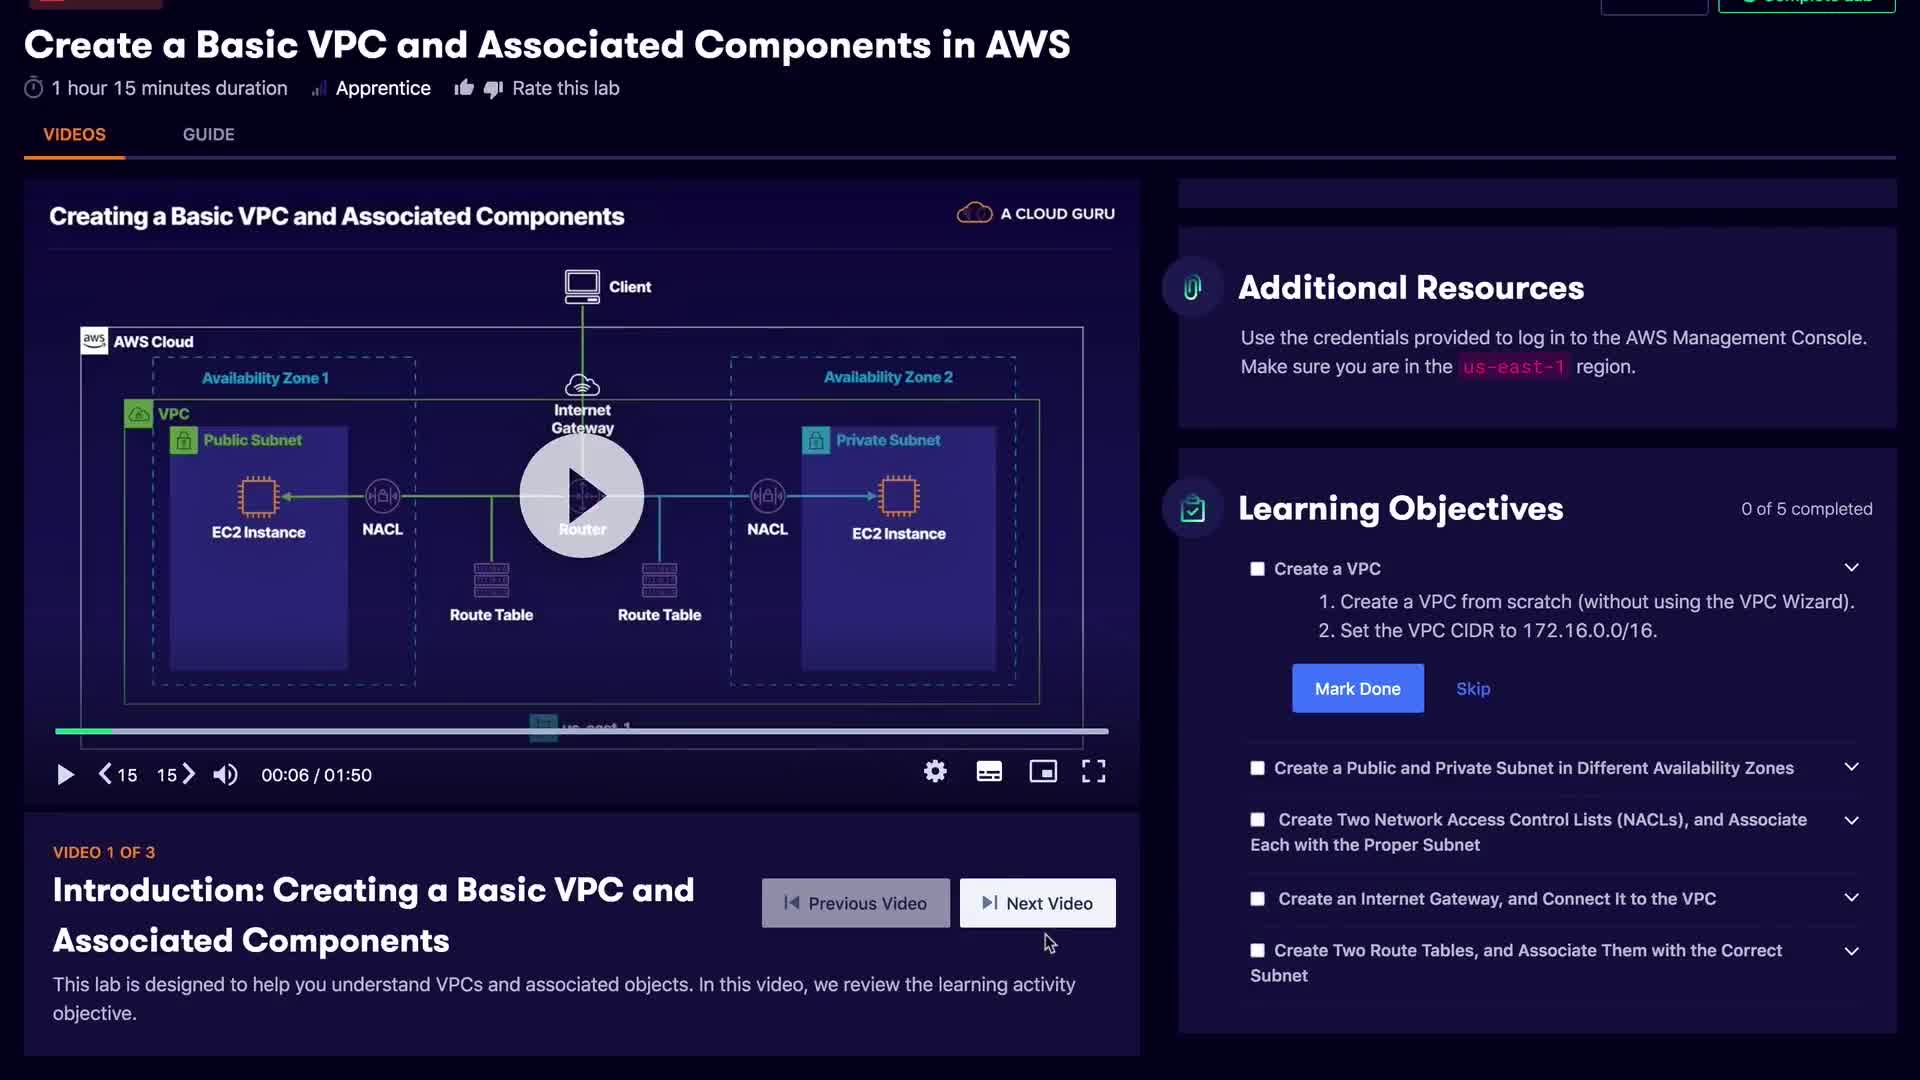 Create a Basic VPC and Associated Components in AWS
1 hour 15 minutes duration
Apprentice
Rate this lab
VIDEOS
GUIDE
Creating a Basic VPC and Associated Components
A CLOUD GURU
Client
aws
AWS Cloud
Availability Zone 1
Availability Zone 2
Internet
Gateway
VPC
Public Subnet
Private Subnet
EC2 Instance
NACL
Router
NACL
EC2 Instance
Route Table
Route Table
us-east-1
15
15
00:06 / 01:50
VIDEO 1 OF 3
Introduction: Creating a Basic VPC and
Associated Components
Previous Video
Next Video
This lab is designed to help you understand VPCs and associated objects. In this video, we review the learning activity
objective.
Additional Resources
Use the credentials provided to log in to the AWS Management Console.
Make sure you are in the us-east-1 region.
Learning Objectives
0 of 5 completed
Create a VPC
1. Create a VPC from scratch (without using the VPC Wizard).
2. Set the VPC CIDR to 172.16.0.0/16.
Mark Done
Skip
Create a Public and Private Subnet in Different Availability Zones
Create Two Network Access Control Lists (NACLs), and Associate
Each with the Proper Subnet
Create an Internet Gateway, and Connect It to the VPC
Create Two Route Tables, and Associate Them with the Correct
Subnet